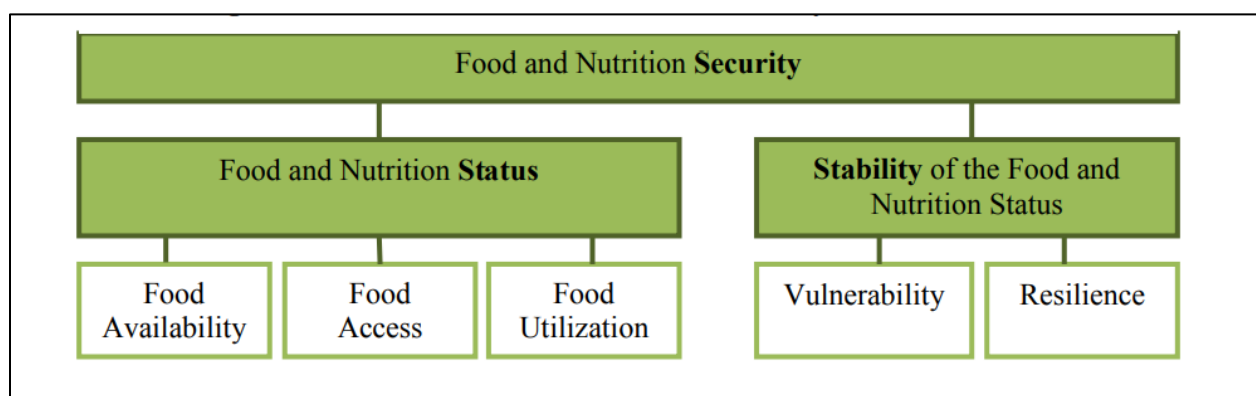 Food and Nutrition Security
Food and Nutrition Status
Stability of the Food and
Nutrition Status
Food
Availability
Food
Access
Food
Utilization
Vulnerability
Resilience